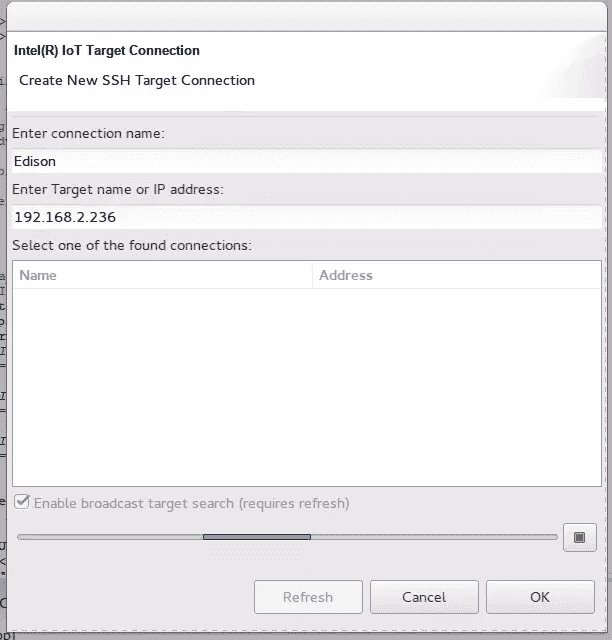 Intel(R) IoT Target Connection
Create New SSH Target Connection
Enter connection name:
Edison
Enter Target name or IP address:
192.168.2.236
Select one of the found connections:
Name Address
Enable broadcast target search (requires refresh)
Refresh Cancel OK